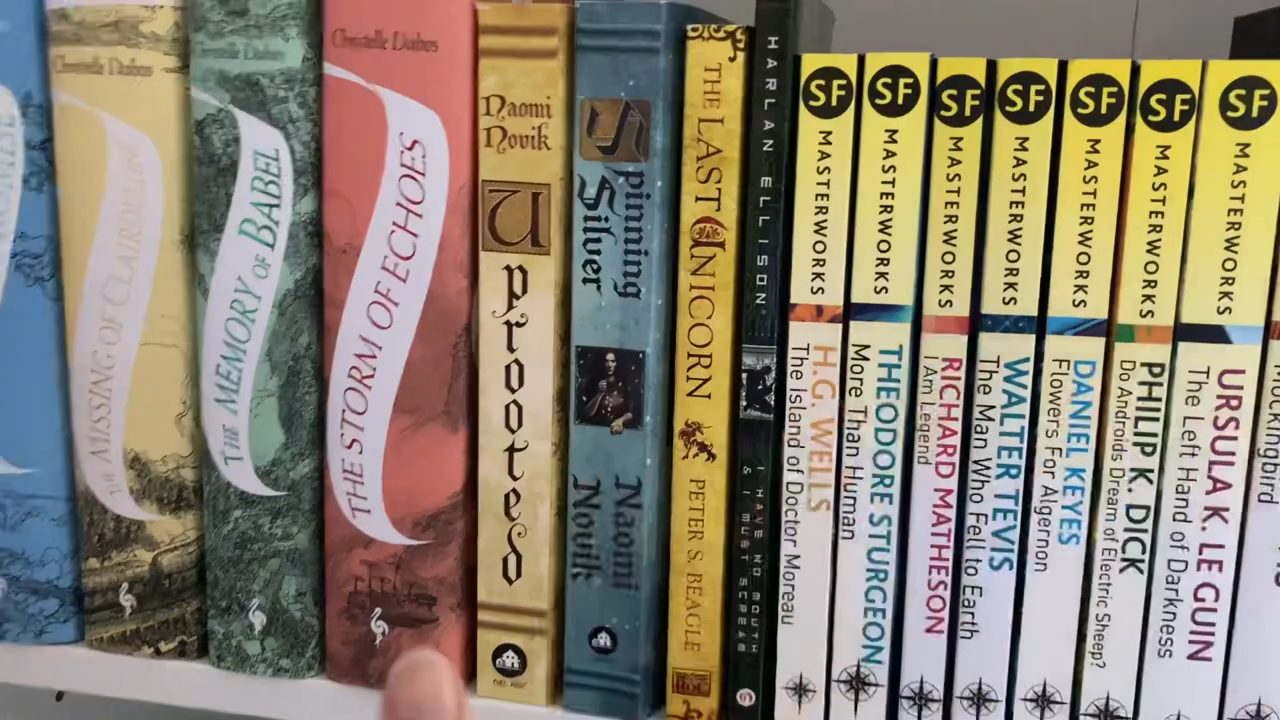 Christelle Dabos
THE MISSING OF CLAIRDELUNE
Christelle Dabos
THE MEMORY OF BABEL
Christelle Dabos
THE STORM OF ECHOES
Naomi
Novik
Uprooted
DEL REY
Spinning
Silver
Naomi
Novik
THE LAST UNICORN
PETER S. BEAGLE
ROC
HARLAN ELLISON
I HAVE NO MOUTH
& I MUST SCREAM
SF MASTERWORKS
H.G. WELLS
The Island of Doctor Moreau
SF MASTERWORKS
THEODORE STURGEON
More Than Human
SF MASTERWORKS
RICHARD MATHESON
I Am Legend
SF MASTERWORKS
WALTER TEVIS
The Man Who Fell to Earth
SF MASTERWORKS
DANIEL KEYES
Flowers For Algernon
SF MASTERWORKS
PHILIP K. DICK
Do Androids Dream of Electric Sheep?
SF MASTERWORKS
URSULA K. LE GUIN
The Left Hand of Darkness
Mockingbird